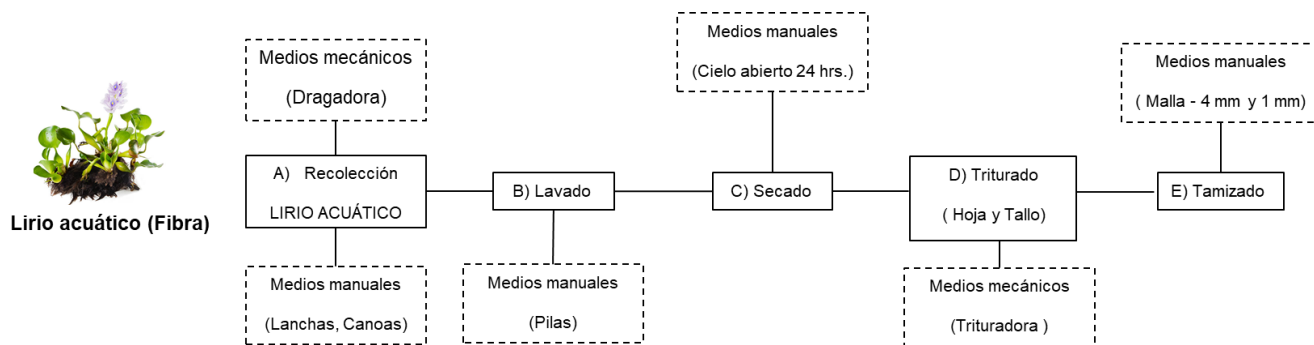 Lirio acuático (Fibra)
Medios mecánicos
(Dragadora)
A) Recolección
LIRIO ACUÁTICO
Medios manuales
(Lanchas, Canoas)
B) Lavado
Medios manuales
(Pilas)
Medios manuales
(Cielo abierto 24 hrs.)
C) Secado
D) Triturado
( Hoja y Tallo)
Medios mecánicos
(Trituradora )
Medios manuales
( Malla - 4 mm y 1 mm)
E) Tamizado